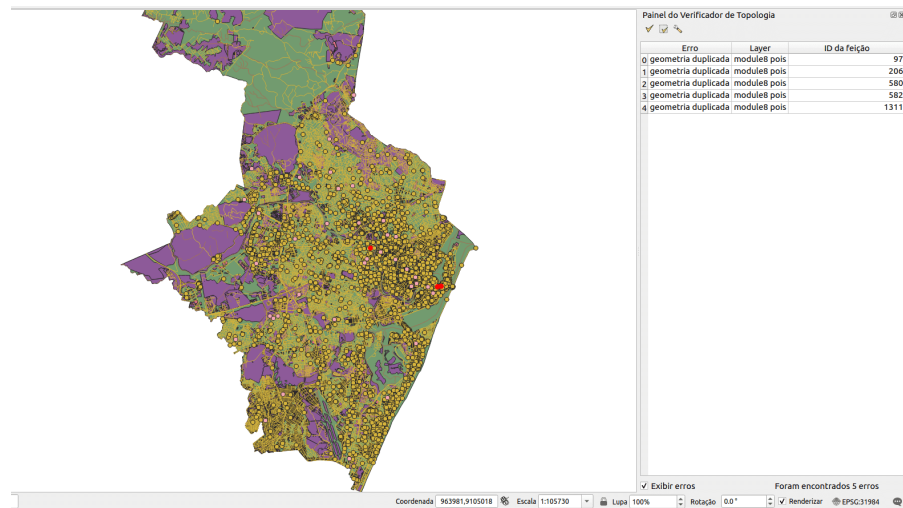 Painel do Verificador de Topologia
Erro Layer ID da feição
0 geometria duplicada module8 pois 97
1 geometria duplicada module8 pois 206
2 geometria duplicada module8 pois 580
3 geometria duplicada module8 pois 582
4 geometria duplicada module8 pois 1311
Exibir erros Foram encontrados 5 erros
Coordenada 963981,9105018 Escala 1:105730 Lupa 100% Rotação 0.0 ° Renderizar EPSG:31984